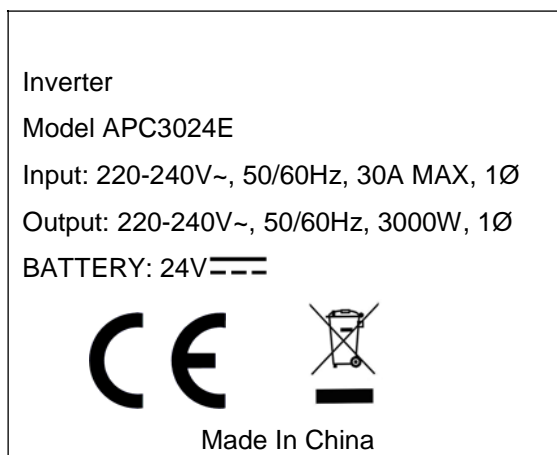 Inverter
Model APC3024E
Input: 220-240V~, 50/60Hz, 30A MAX, 1Ø
Output: 220-240V~, 50/60Hz, 3000W, 1Ø
BATTERY: 24V⎓
CE
Made In China